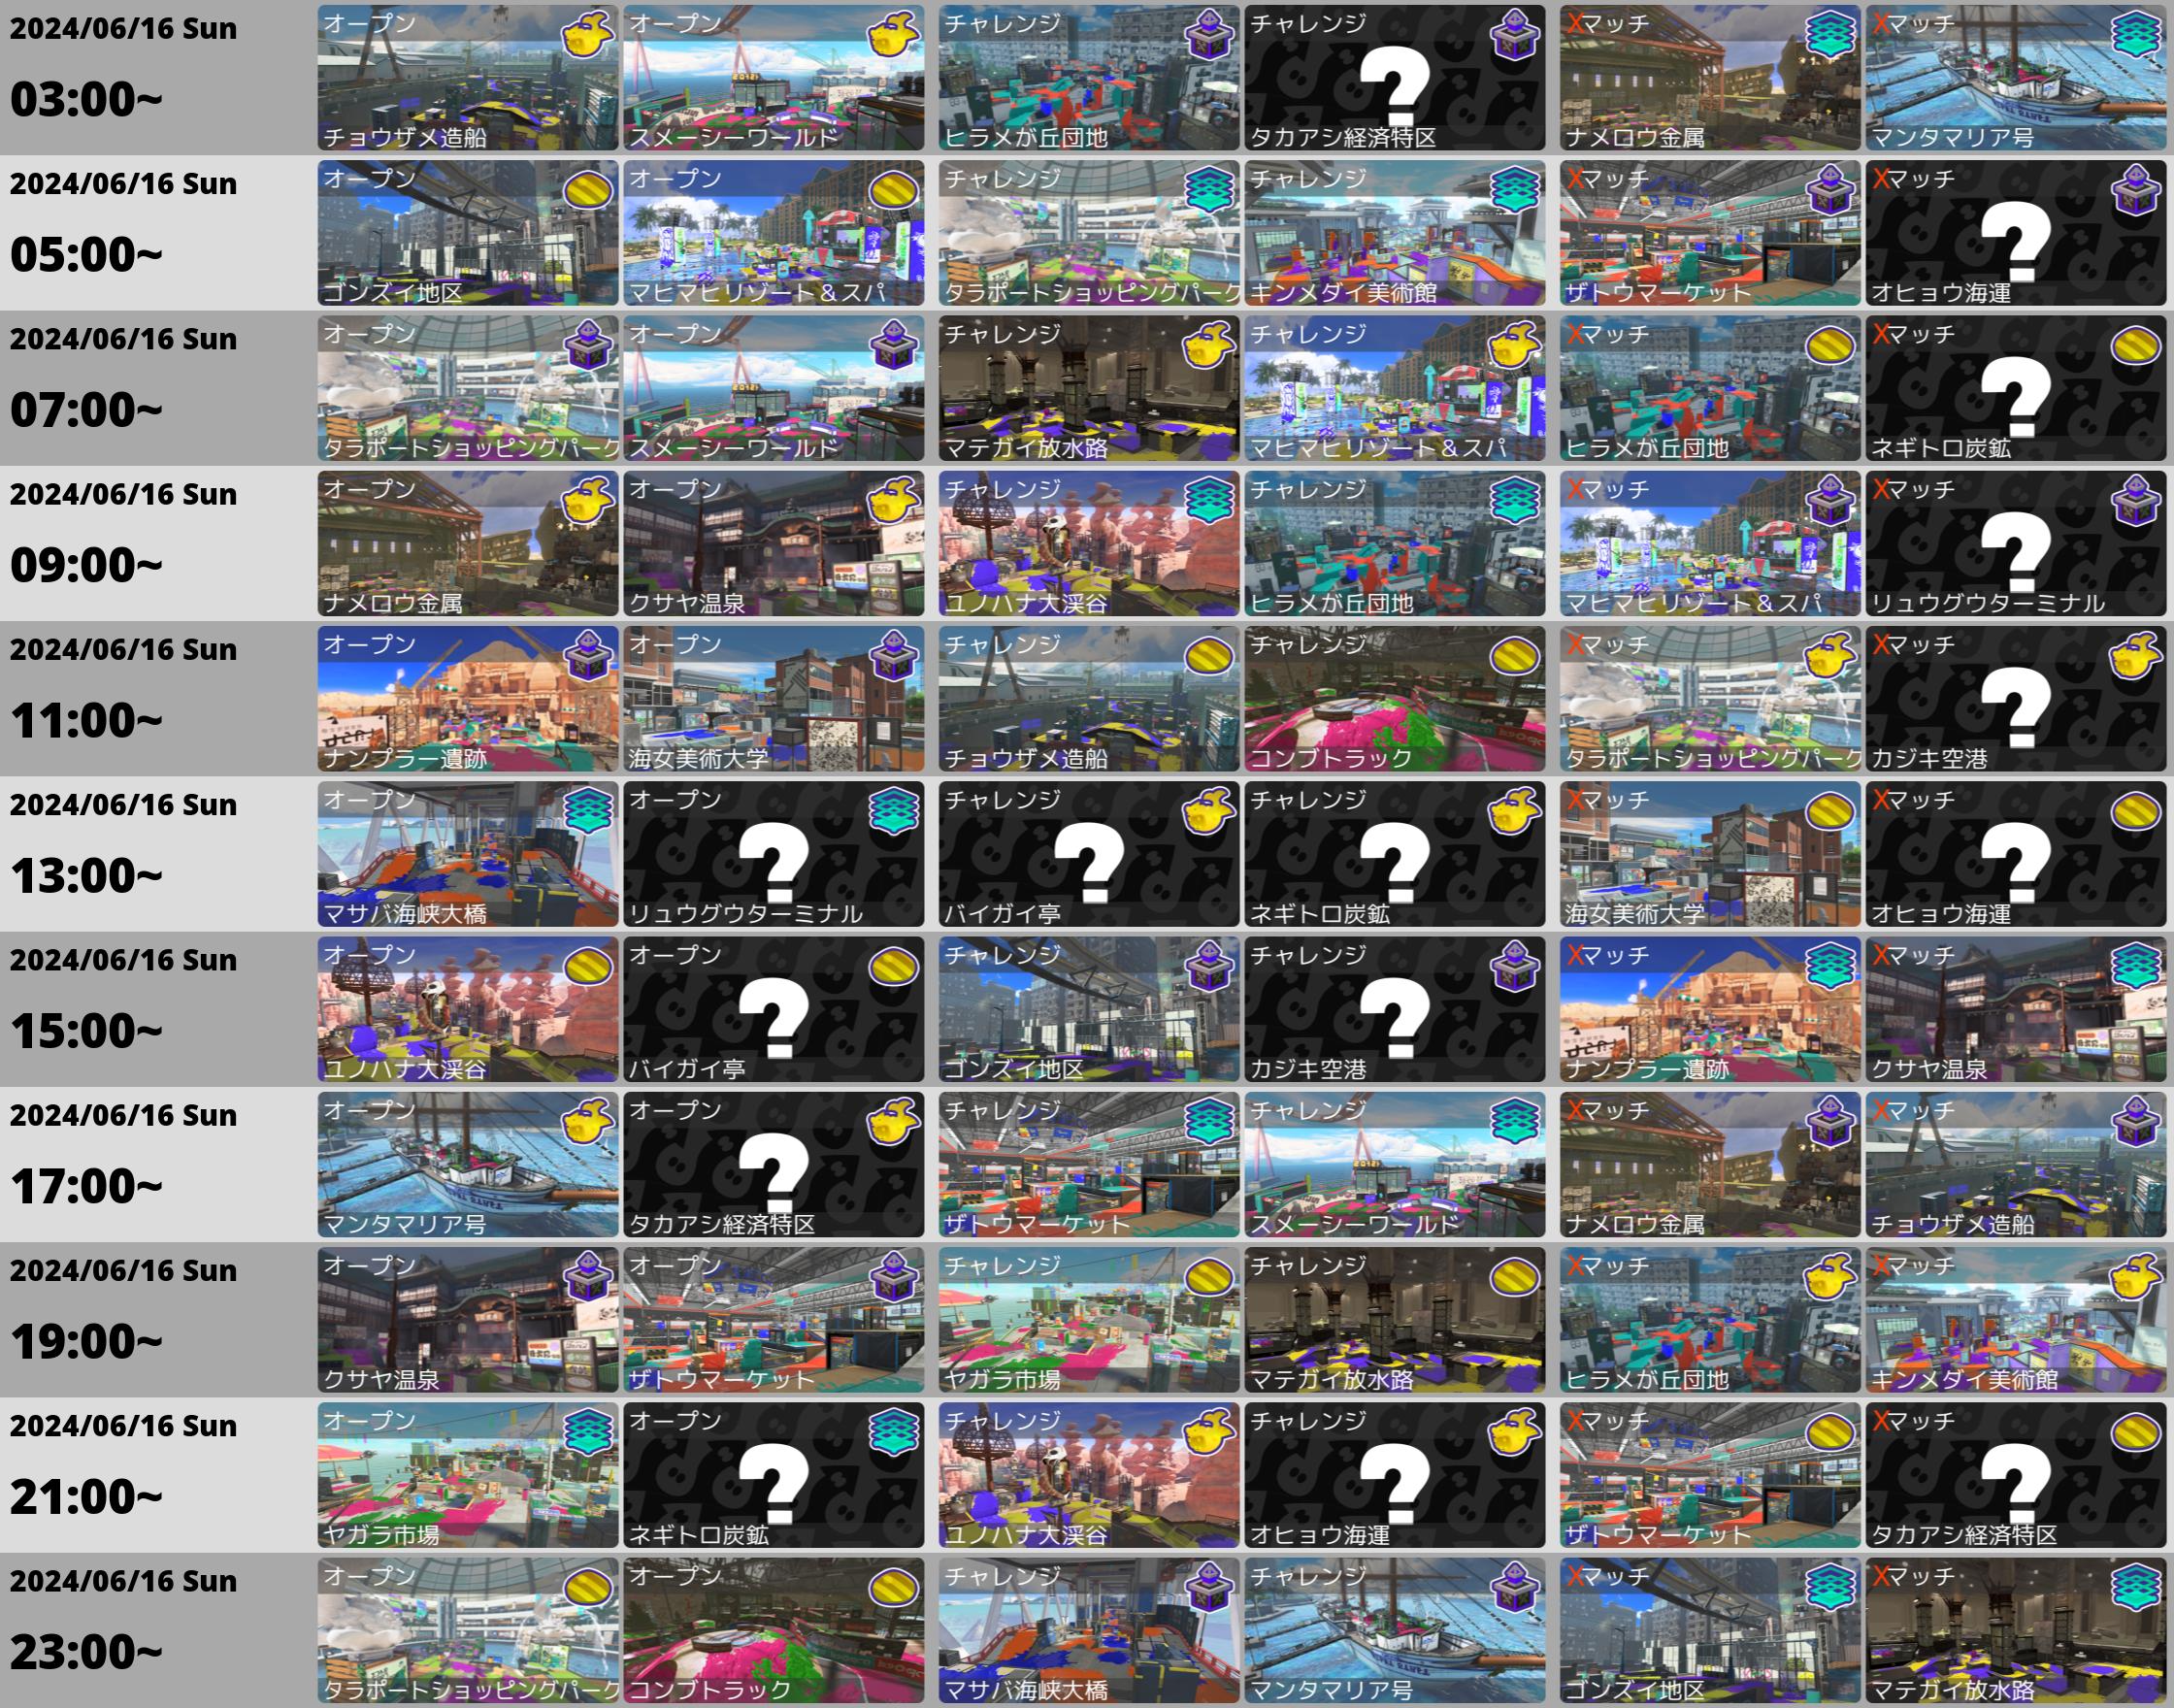 2024/06/16 Sun
03:00~
オープン
チョウザメ造船
オープン
スメーシーワールド
チャレンジ
ヒラメが丘団地
チャレンジ
タカアシ経済特区
Xマッチ
ナメロウ金属
Xマッチ
マンタマリア号
2024/06/16 Sun
05:00~
オープン
ゴンズイ地区
オープン
マヒマヒリゾート&スパ
チャレンジ
タラポートショッピングパーク
チャレンジ
キンメダイ美術館
Xマッチ
ザトウマーケット
Xマッチ
オヒョウ海運
2024/06/16 Sun
07:00~
オープン
タラポートショッピングパーク
オープン
スメーシーワールド
チャレンジ
マテガイ放水路
チャレンジ
マヒマヒリゾート&スパ
Xマッチ
ヒラメが丘団地
Xマッチ
ネギトロ炭鉱
2024/06/16 Sun
09:00~
オープン
ナメロウ金属
オープン
クサヤ温泉
チャレンジ
ユノハナ大渓谷
チャレンジ
ヒラメが丘団地
Xマッチ
マヒマヒリゾート&スパ
Xマッチ
リュウグウターミナル
2024/06/16 Sun
11:00~
オープン
ナンプラー遺跡
オープン
海女美術大学
チャレンジ
チョウザメ造船
チャレンジ
コンブトラック
Xマッチ
タラポートショッピングパーク
Xマッチ
カジキ空港
2024/06/16 Sun
13:00~
オープン
マサバ海峡大橋
オープン
リュウグウターミナル
チャレンジ
バイガイ亭
チャレンジ
ネギトロ炭鉱
Xマッチ
海女美術大学
Xマッチ
オヒョウ海運
2024/06/16 Sun
15:00~
オープン
ユノハナ大渓谷
オープン
バイガイ亭
チャレンジ
ゴンズイ地区
チャレンジ
カジキ空港
Xマッチ
ナンプラー遺跡
Xマッチ
クサヤ温泉
2024/06/16 Sun
17:00~
オープン
マンタマリア号
オープン
タカアシ経済特区
チャレンジ
ザトウマーケット
チャレンジ
スメーシーワールド
Xマッチ
ナメロウ金属
Xマッチ
チョウザメ造船
2024/06/16 Sun
19:00~
オープン
クサヤ温泉
オープン
ザトウマーケット
チャレンジ
ヤガラ市場
チャレンジ
マテガイ放水路
Xマッチ
ヒラメが丘団地
Xマッチ
キンメダイ美術館
2024/06/16 Sun
21:00~
オープン
ヤガラ市場
オープン
ネギトロ炭鉱
チャレンジ
ユノハナ大渓谷
チャレンジ
オヒョウ海運
Xマッチ
ザトウマーケット
Xマッチ
タカアシ経済特区
2024/06/16 Sun
23:00~
オープン
タラポートショッピングパーク
オープン
コンブトラック
チャレンジ
マサバ海峡大橋
チャレンジ
マンタマリア号
Xマッチ
ゴンズイ地区
Xマッチ
マテガイ放水路